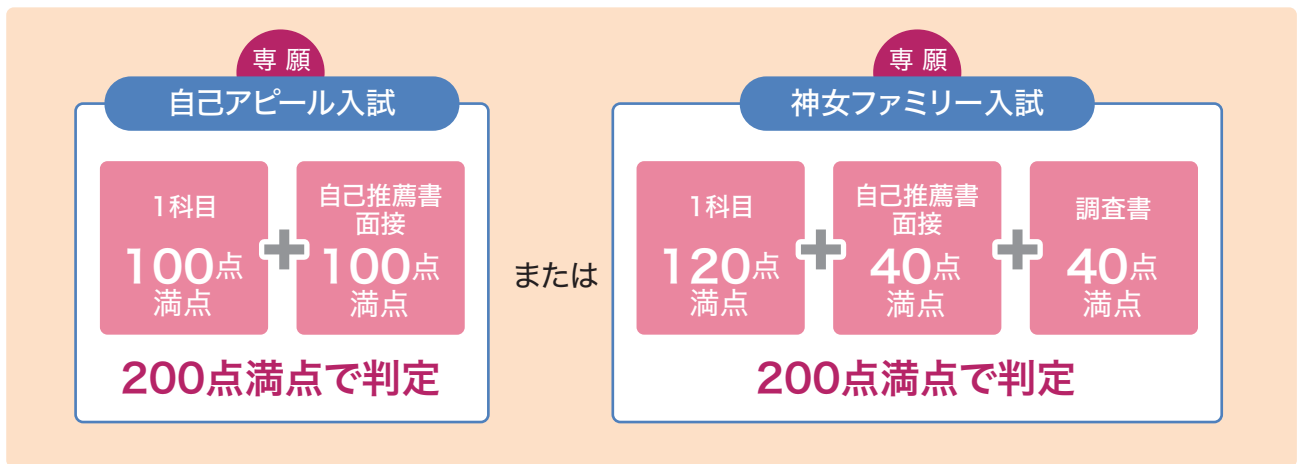 専願
自己アピール入試
1科目
100点
満点
自己推薦書
面接
100点
満点
200点満点で判定
または
専願
神女ファミリー入試
1科目
120点
満点
自己推薦書
面接
40点
満点
調査書
40点
満点
200点満点で判定